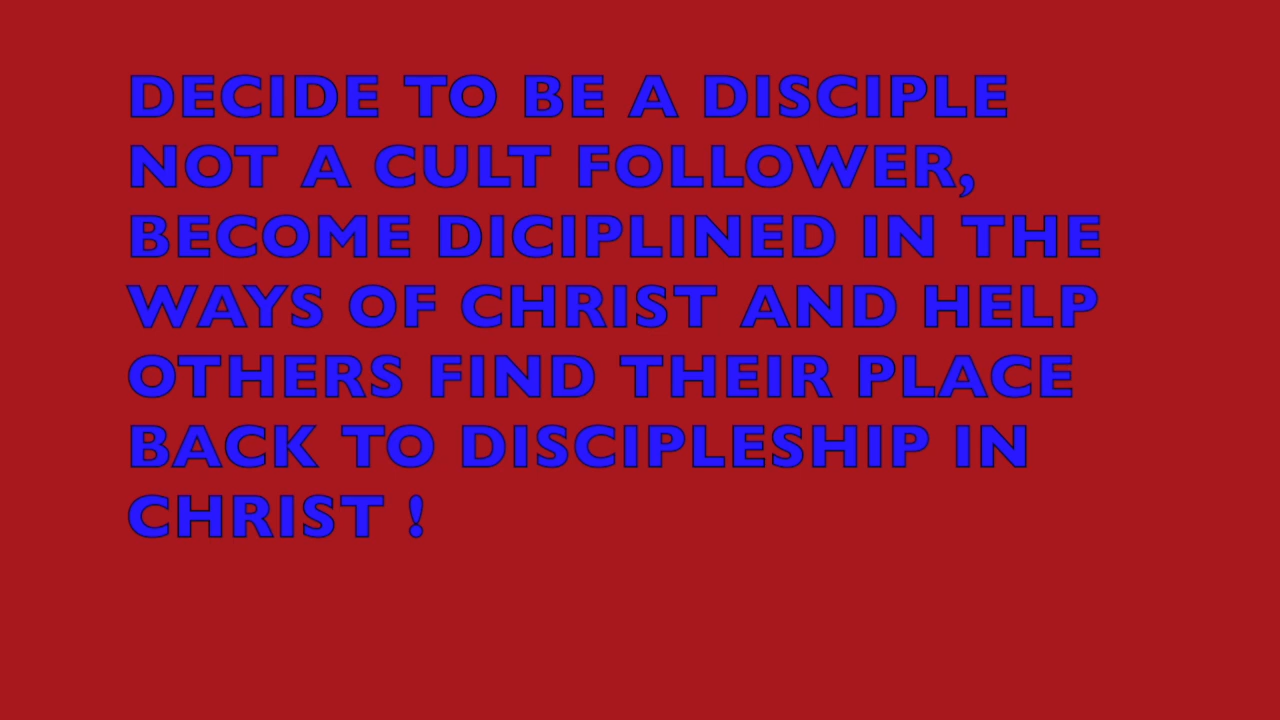 DECIDE TO BE A DISCIPLE
NOT A CULT FOLLOWER,
BECOME DICIPLINED IN THE
WAYS OF CHRIST AND HELP
OTHERS FIND THEIR PLACE
BACK TO DISCIPLESHIP IN
CHRIST !